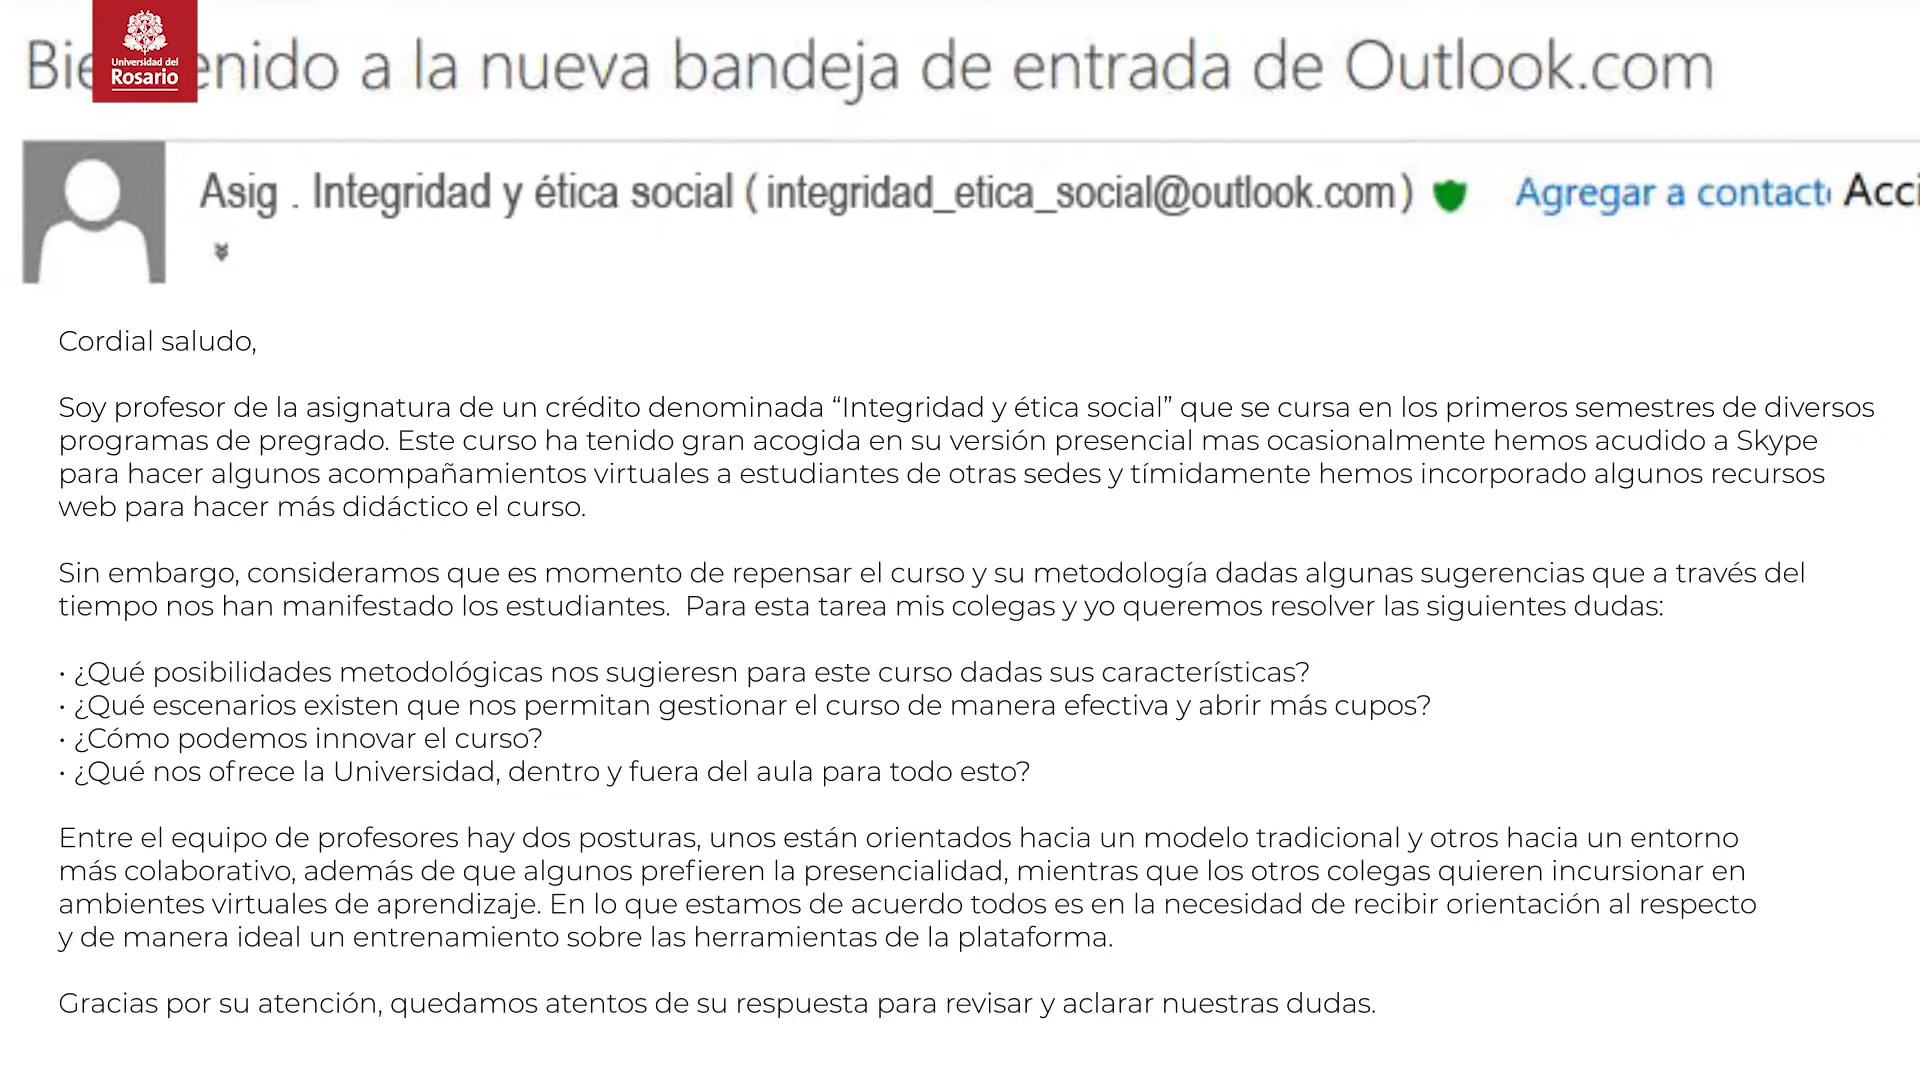 Universidad del
Rosario
Bie enido a la nueva bandeja de entrada de Outlook.com
Asig . Integridad y ética social ( integridad_etica_social@outlook.com ) Agregar a contact Acci
Cordial saludo,
Soy profesor de la asignatura de un crédito denominada “Integridad y ética social” que se cursa en los primeros semestres de diversos
programas de pregrado. Este curso ha tenido gran acogida en su versión presencial mas ocasionalmente hemos acudido a Skype
para hacer algunos acompañamientos virtuales a estudiantes de otras sedes y tímidamente hemos incorporado algunos recursos
web para hacer más didáctico el curso.
Sin embargo, consideramos que es momento de repensar el curso y su metodología dadas algunas sugerencias que a través del
tiempo nos han manifestado los estudiantes.  Para esta tarea mis colegas y yo queremos resolver las siguientes dudas:
• ¿Qué posibilidades metodológicas nos sugieresn para este curso dadas sus características?
• ¿Qué escenarios existen que nos permitan gestionar el curso de manera efectiva y abrir más cupos?
• ¿Cómo podemos innovar el curso?
• ¿Qué nos ofrece la Universidad, dentro y fuera del aula para todo esto?
Entre el equipo de profesores hay dos posturas, unos están orientados hacia un modelo tradicional y otros hacia un entorno
más colaborativo, además de que algunos prefieren la presencialidad, mientras que los otros colegas quieren incursionar en
ambientes virtuales de aprendizaje. En lo que estamos de acuerdo todos es en la necesidad de recibir orientación al respecto
y de manera ideal un entrenamiento sobre las herramientas de la plataforma.
Gracias por su atención, quedamos atentos de su respuesta para revisar y aclarar nuestras dudas.